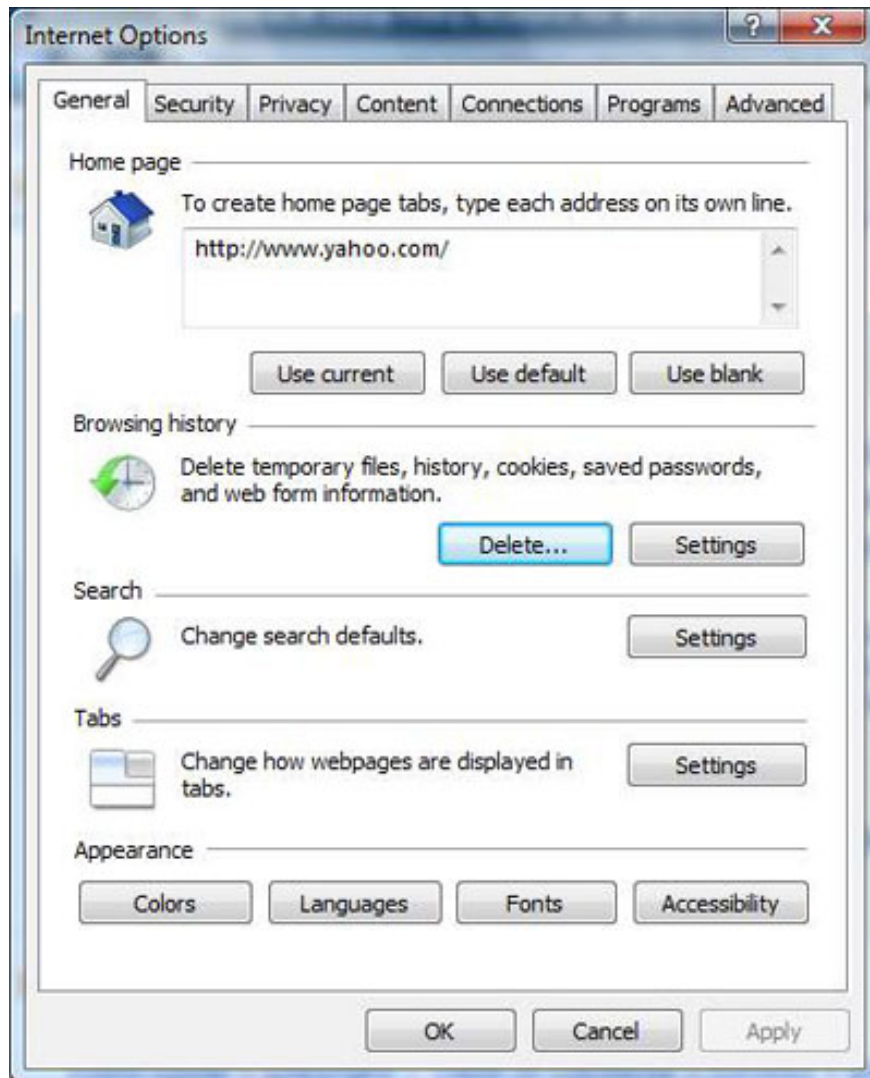 Internet Options
?
General Security Privacy Content Connections Programs Advanced
Home page
To create home page tabs, type each address on its own line.
http://www.yahoo.com/
Use current Use default Use blank
Browsing history
Delete temporary files, history, cookies, saved passwords,
and web form information.
Delete... Settings
Search
Change search defaults. Settings
Tabs
Change how webpages are displayed in
tabs.
Settings
Appearance
Colors Languages Fonts Accessibility
OK Cancel Apply